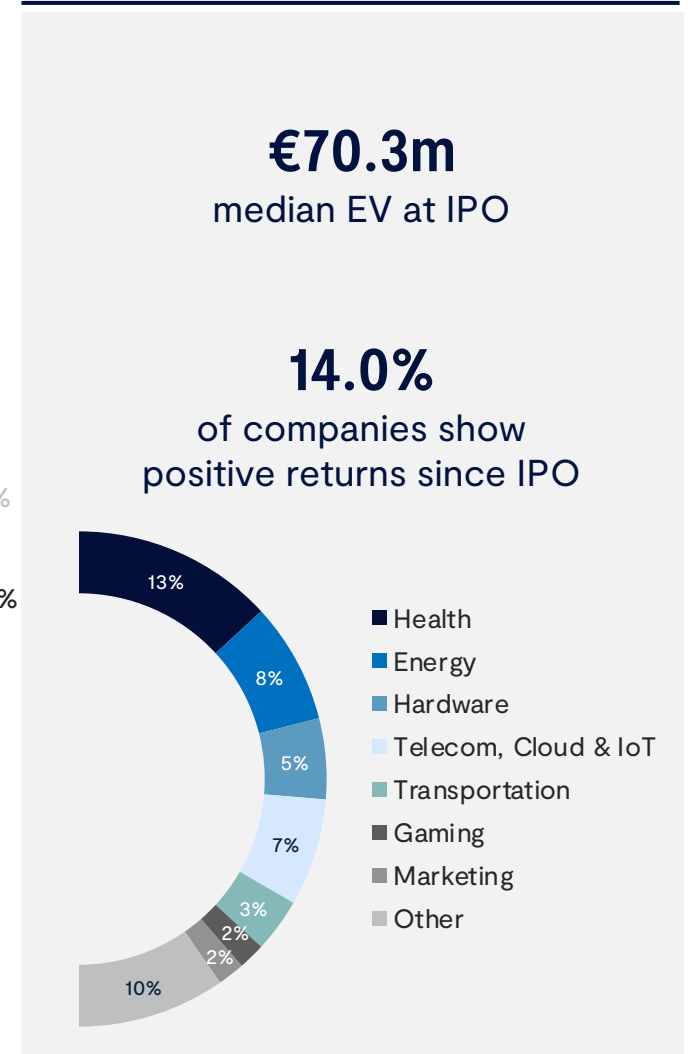 €70.3m
median EV at IPO
14.0%
of companies show
positive returns since IPO
%
%
13%
8%
5%
7%
3%
2%
2%
10%
Health
Energy
Hardware
Telecom, Cloud & IoT
Transportation
Gaming
Marketing
Other